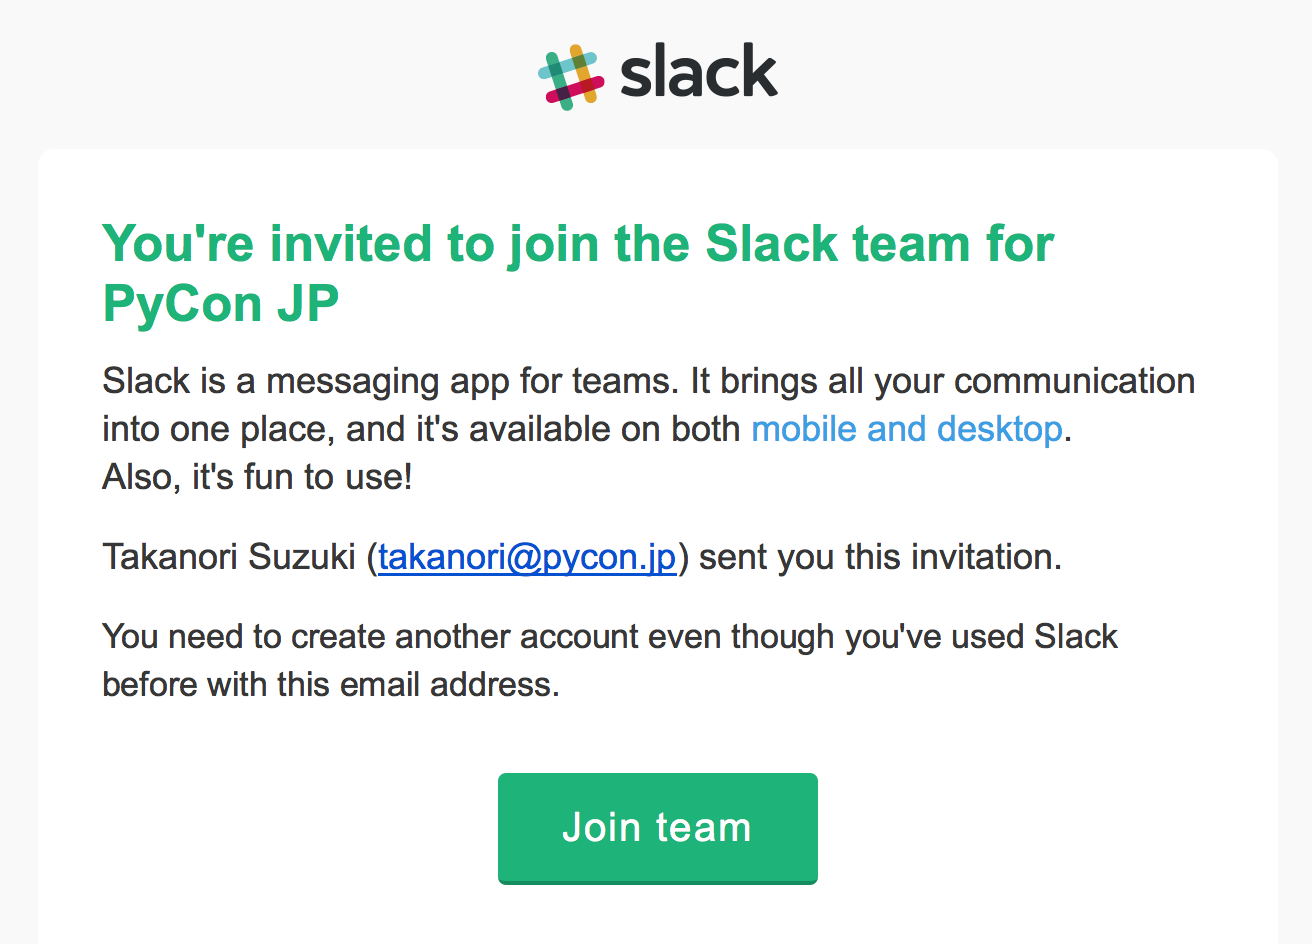 slack
You're invited to join the Slack team for
PyCon JP
Slack is a messaging app for teams. It brings all your communication
into one place, and it's available on both mobile and desktop.
Also, it's fun to use!
Takanori Suzuki (takanori@pycon.jp) sent you this invitation.
You need to create another account even though you've used Slack
before with this email address.
Join team